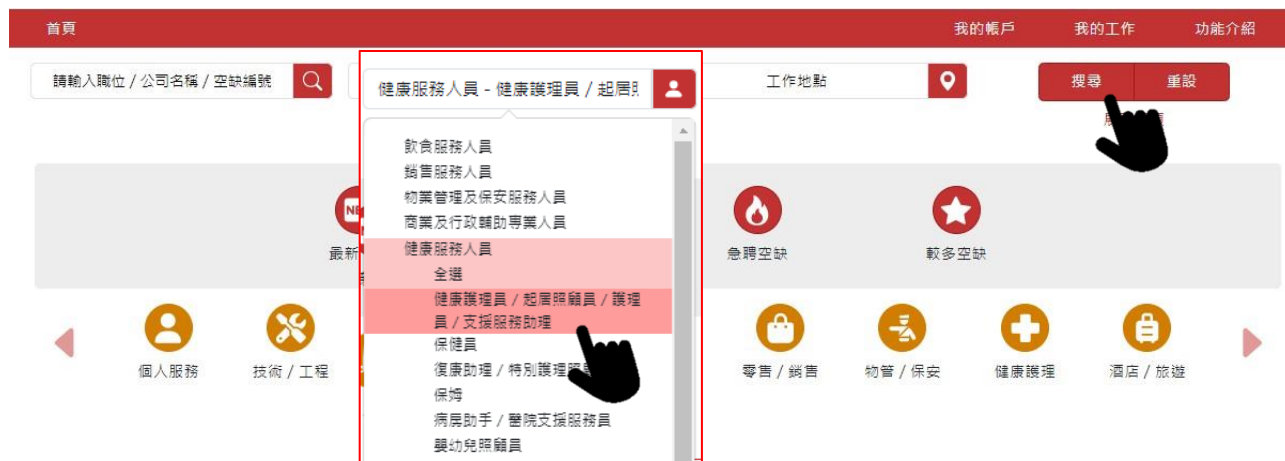 首頁 我的帳戶 我的工作 功能介紹
請輸入職位 / 公司名稱 / 空缺編號 健康服務人員 - 健康護理員 / 起居 工作地點 搜尋 重設
飲食服務人員
銷售服務人員
物業管理及保安服務人員
商業及行政輔助專業人員
健康服務人員
全選
健康護理員 / 起居照顧員 / 護理
員 / 支援服務助理
保健員
復康助理 / 特別護理
保姆
病房助手 / 醫院支援服務員
嬰幼兒照顧員
最新 急聘空缺 較多空缺
個人服務 技術 / 工程 零售 / 銷售 物管 / 保安 健康護理 酒店 / 旅遊